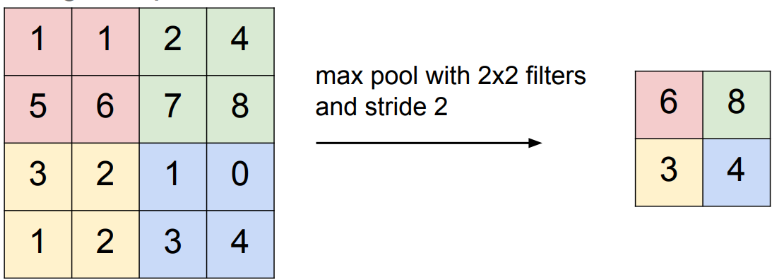 1 1 2 4
5 6 7 8
3 2 1 0
1 2 3 4
max pool with 2x2 filters
and stride 2
6 8
3 4